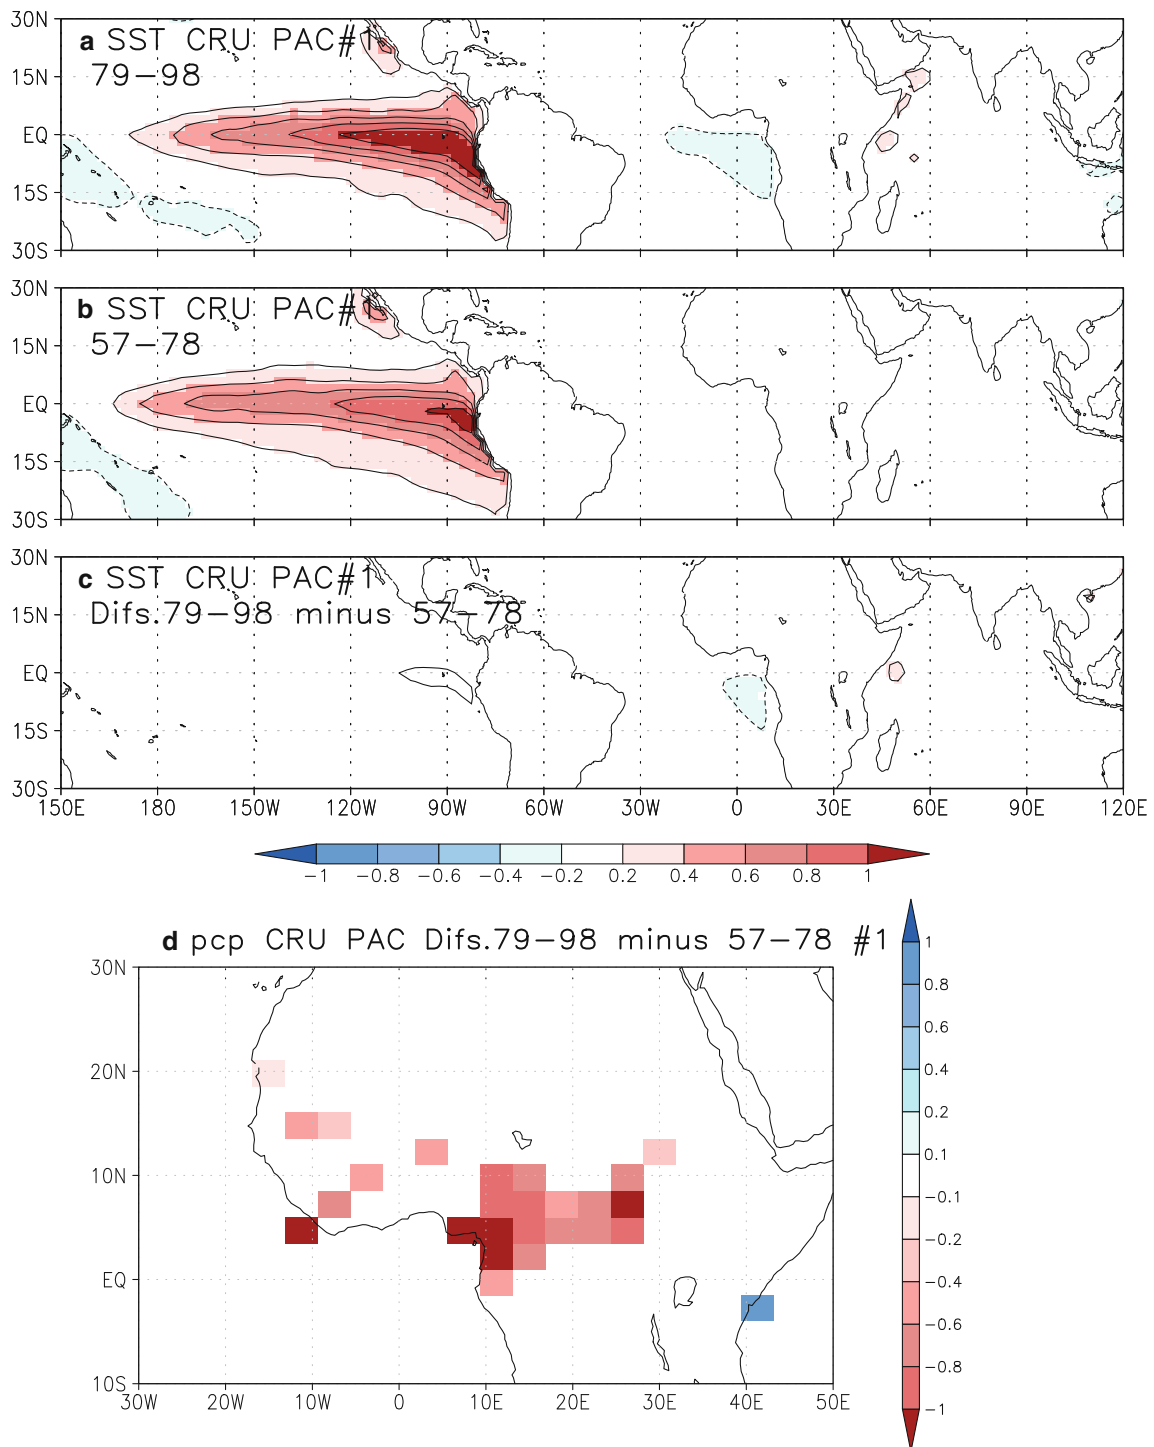 a SST CRU PAC#1
79−98
30N
15N
EQ
15S
30S
b SST CRU PAC#1
57−78
30N
15N
EQ
15S
30S
c SST CRU PAC#1
Difs.79−98 minus 57−78
30N
15N
EQ
15S
30S
150E 180 150W 120W 90W 60W 30W 0 30E 60E 90E 120E
−1 −0.8 −0.6 −0.4 −0.2 0.2 0.4 0.6 0.8 1
d pcp CRU PAC Difs.79−98 minus 57−78 #1
30N
20N
10N
EQ
10S
30W 20W 10W 0 10E 20E 30E 40E 50E
1
0.8
0.6
0.4
0.2
0.1
−0.1
−0.2
−0.4
−0.6
−0.8
−1